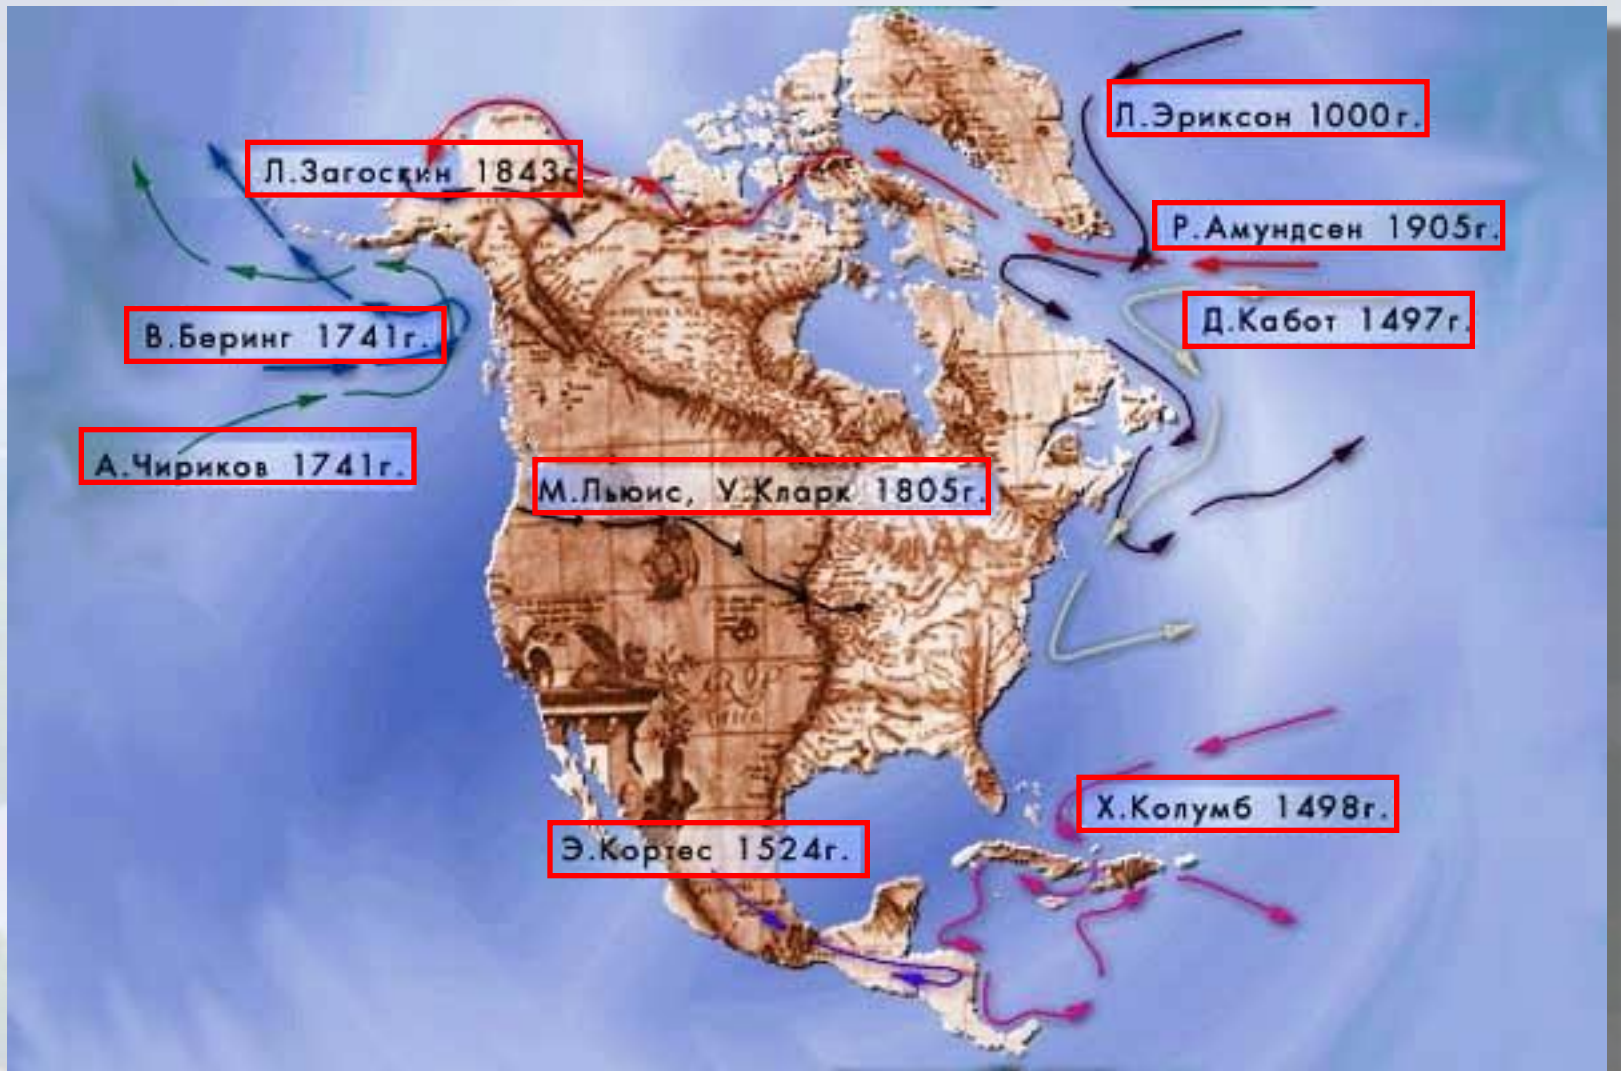 Л.Эриксон 1000г.
Л.Загоскин 1843г
Р.Амундсен 1905г.
Д.Кабот 1497г.
В.Беринг 1741г.
А.Чириков 1741г.
М.Льюис, У.Кларк 1805г.
Х.Колумб 1498г.
Э.Кортес 1524г.